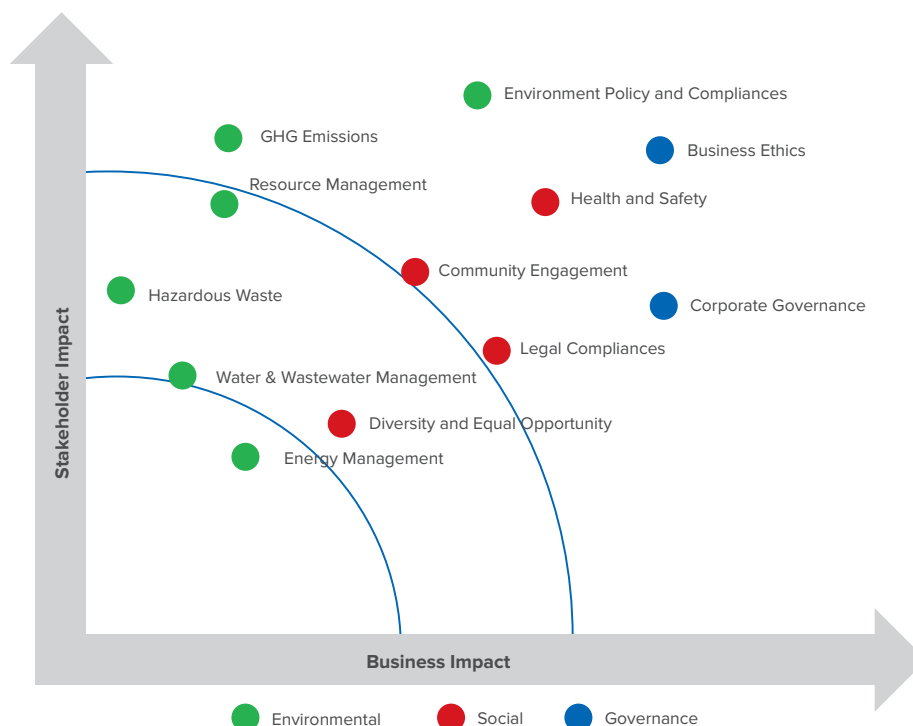 Environment Policy and Compliances
GHG Emissions
Business Ethics
Resource Management
Health and Safety
Community Engagement
Hazardous Waste
Corporate Governance
Legal Compliances
Water & Wastewater Management
Diversity and Equal Opportunity
Energy Management
Stakeholder Impact
Business Impact
Environmental
Social
Governance